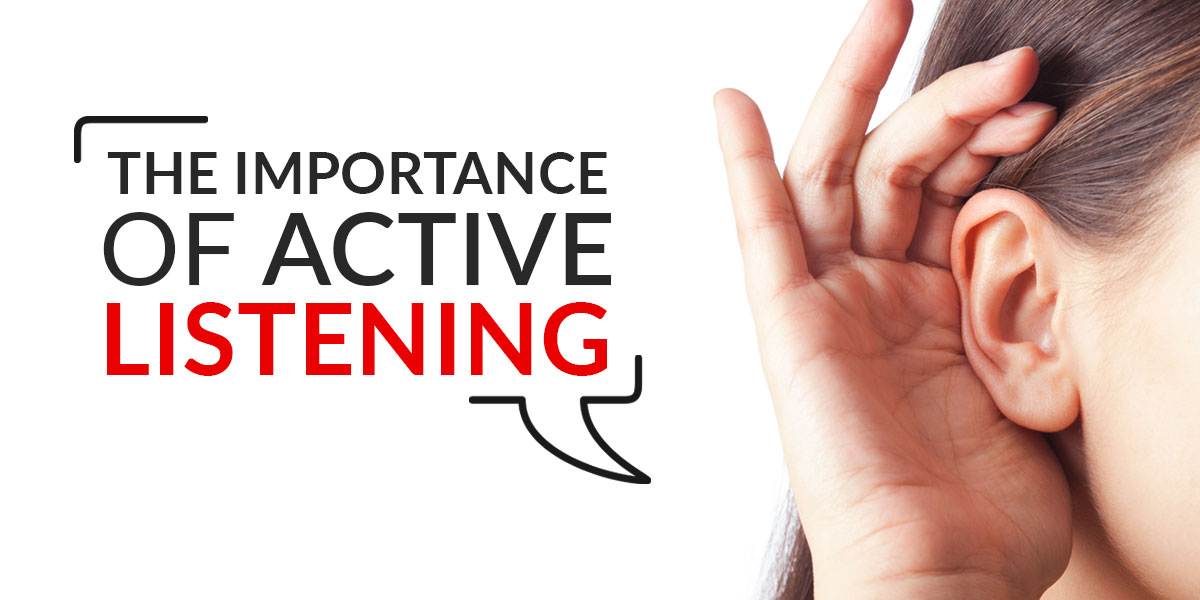 THE IMPORTANCE
OF ACTIVE
LISTENING